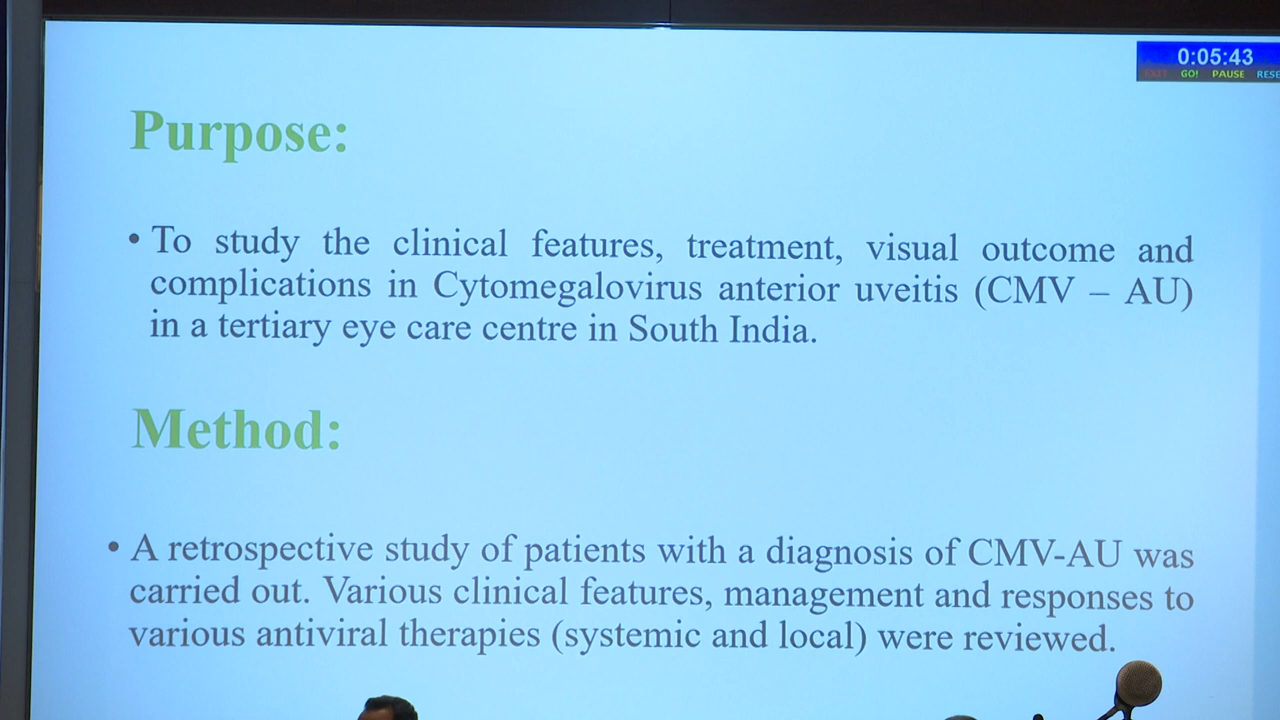 0:05:43
EXIT GO! PAUSE RESE
Purpose:
• To study the clinical features, treatment, visual outcome and
complications in Cytomegalovirus anterior uveitis (CMV – AU)
in a tertiary eye care centre in South India.
Method:
• A retrospective study of patients with a diagnosis of CMV-AU was
carried out. Various clinical features, management and responses to
various antiviral therapies (systemic and local) were reviewed.